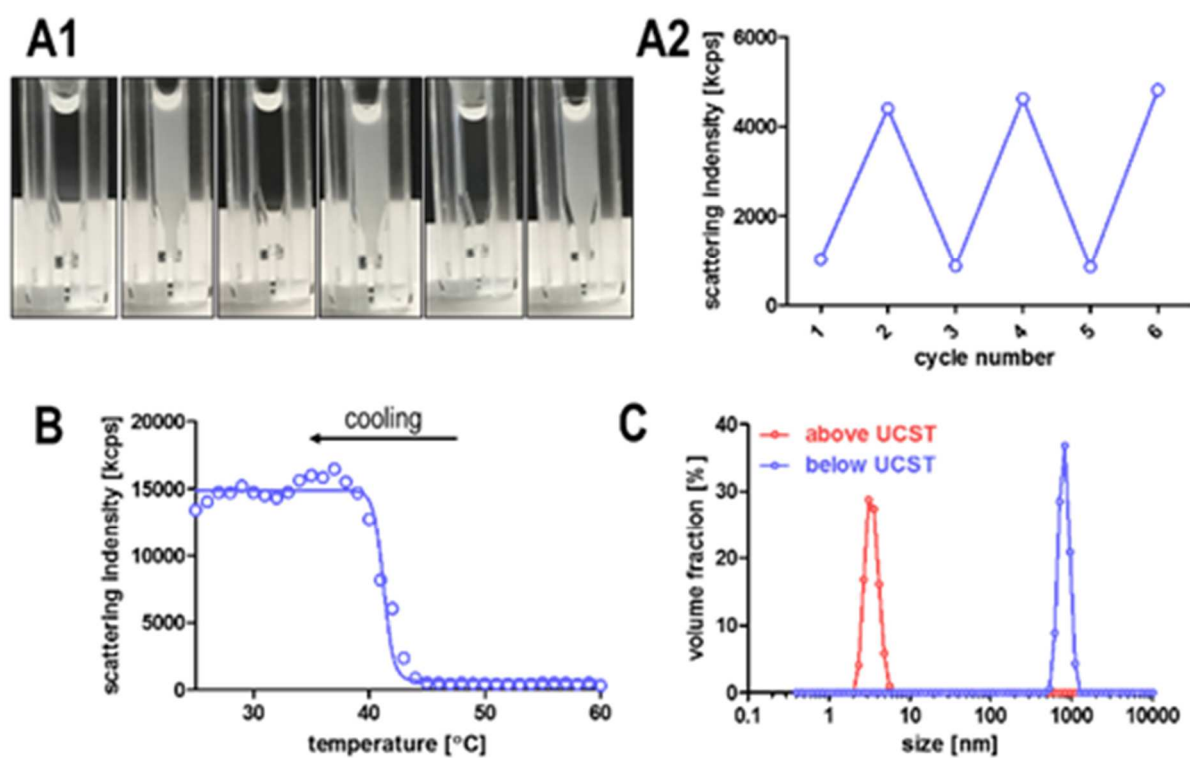 A1
A2
6000
4000
2000
0
scattering indensity [kcps]
1
2
3
4
5
6
cycle number
B
cooling
20000
15000
10000
5000
0
scattering indensity [kcps]
30
40
50
60
temperature [°C]
C
above UCST
below UCST
40
30
20
10
0
volume fraction [%]
0.1
1
10
100
1000
10000
size [nm]